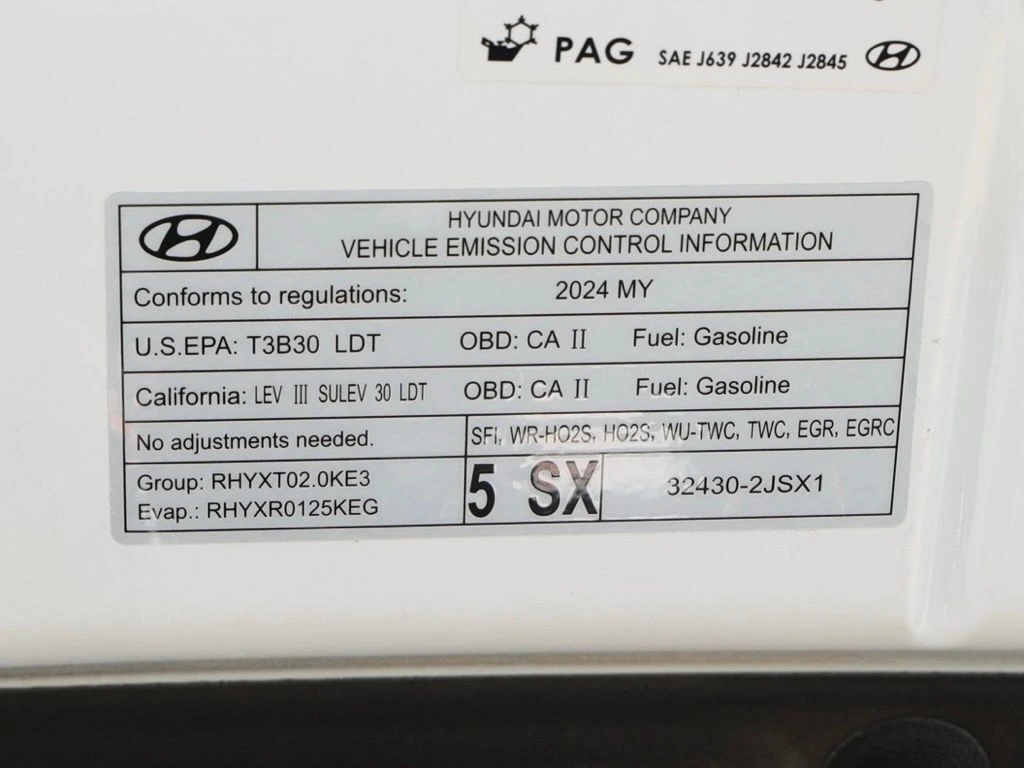 PAG SAE J639 J2842 J2845
HYUNDAI MOTOR COMPANY
VEHICLE EMISSION CONTROL INFORMATION
Conforms to regulations: 2024 MY
U.S.EPA: T3B30 LDT OBD: CA II Fuel: Gasoline
California: LEV III SULEV 30 LDT OBD: CA II Fuel: Gasoline
No adjustments needed. SFI, WR-HO2S, HO2S, WU-TWC, TWC, EGR, EGRC
Group: RHYXT02.0KE3
Evap.: RHYXR0125KEG
5 SX 32430-2JSX1